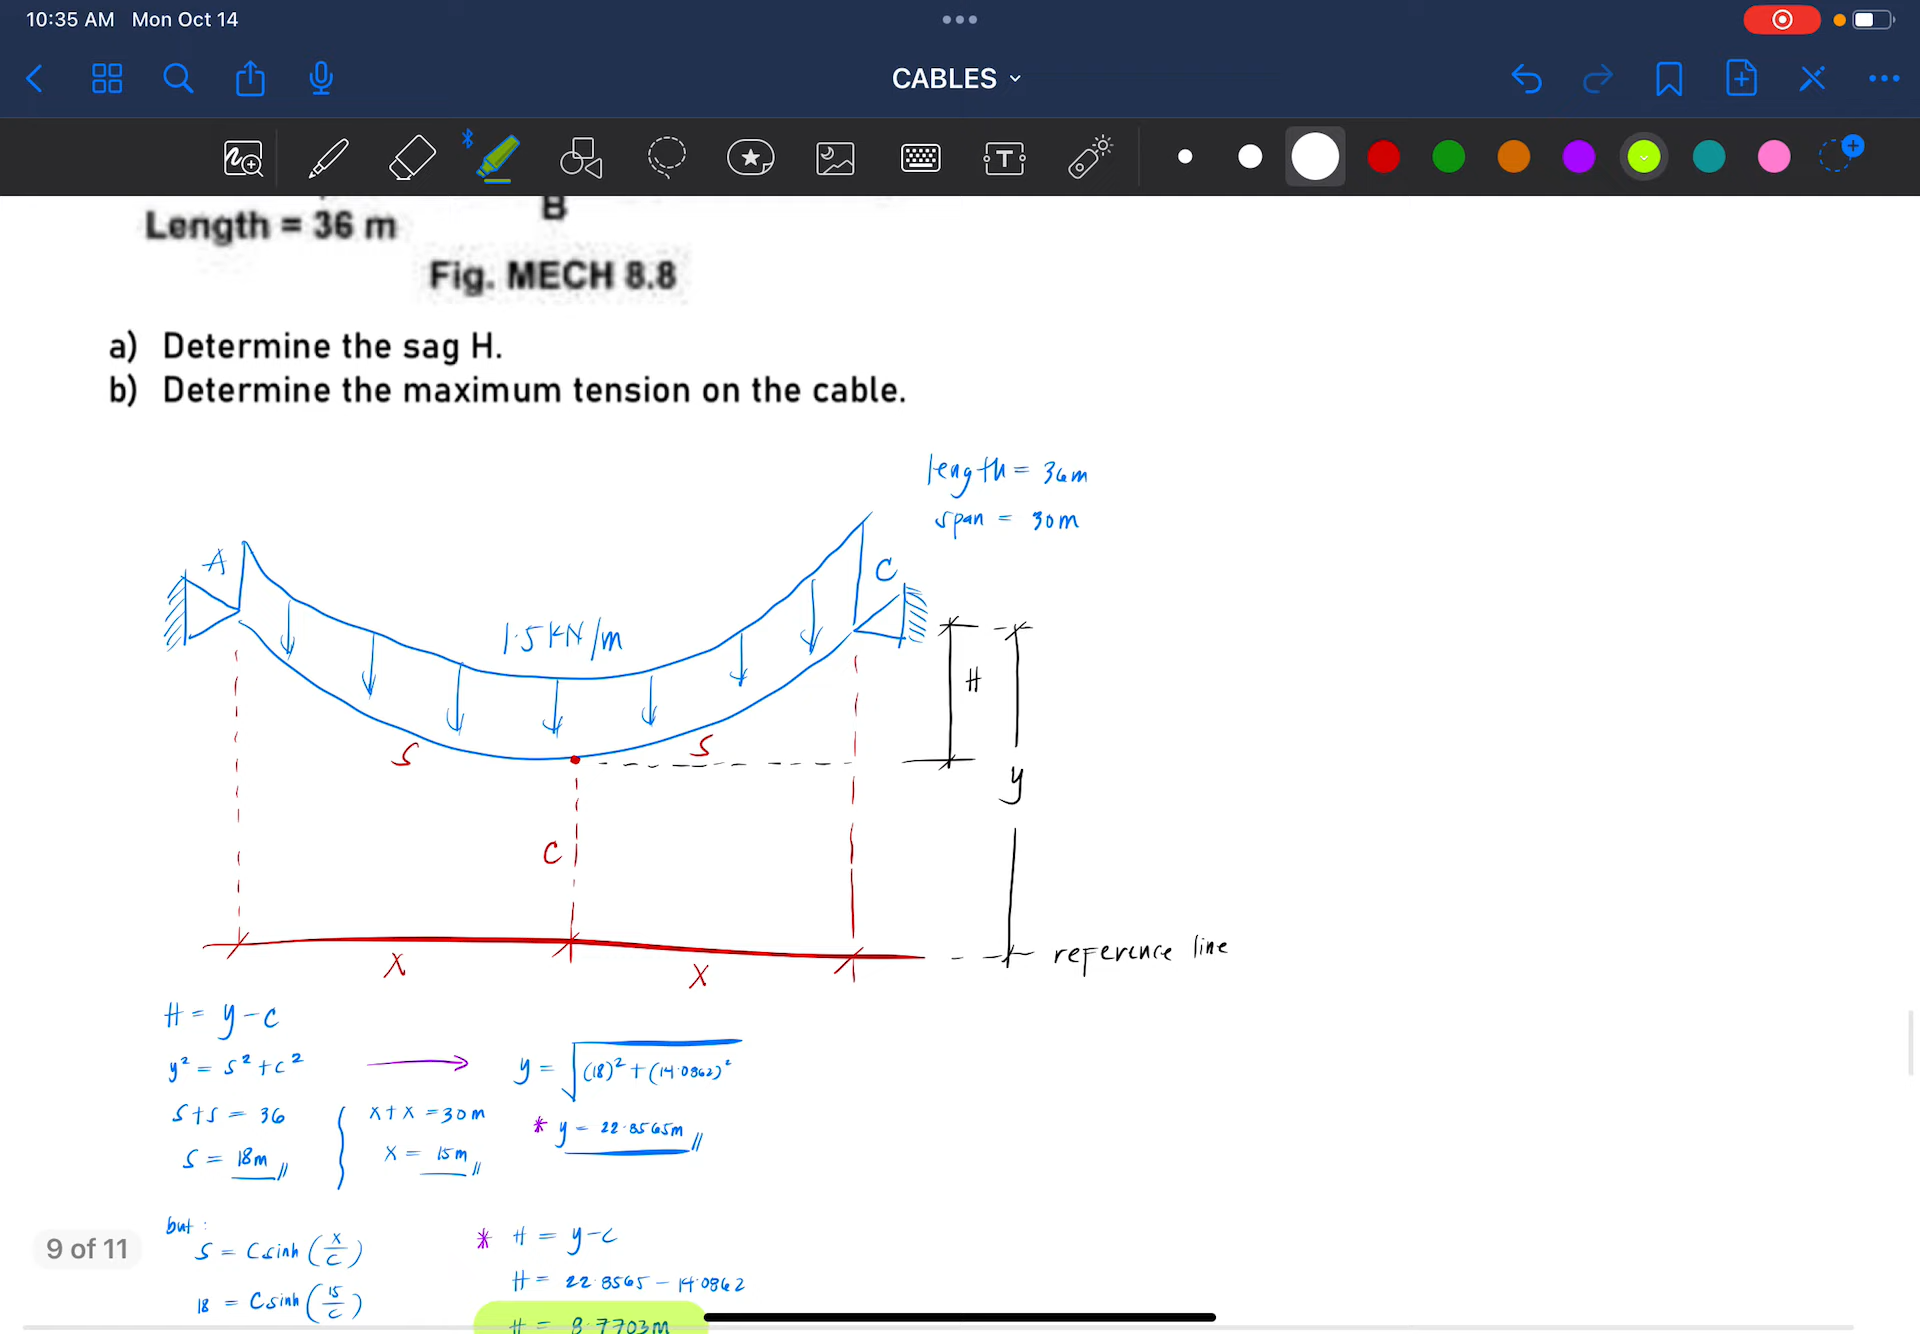 10:35 AM Mon Oct 14
CABLES
T
Length = 36 m
B
Fig. MECH 8.8
a) Determine the sag H.
b) Determine the maximum tension on the cable.
length = 36m
span = 30m
A
C
1.5 kN/m
H
S
S
y
C
reference line
X
X
H = y-c
y² = s² + c²
y = √(18)² + (14.0862)²
S+S = 36
x+x = 30m
* y = 22.8565m //
S = 18m //
x = 15m //
but :
S = C sinh (x/c)
* H = y-c
H = 22.8565 - 14.0862
18 = C sinh (15/c)
H = 8.7703m
9 of 11